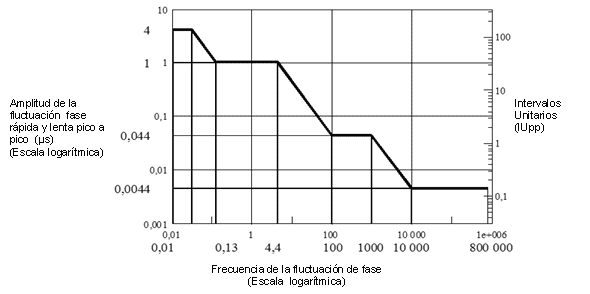 10
4
1
1
0,1
0,044
0,01
0,0044
0,001
100
10
1
0,1
Amplitud de la
fluctuación fase
rápida y lenta pico a
pico (µs)
(Escala logarítmica)
Intervalos
Unitarios
(IUpp)
0,01 1 100 10 000 1e+006
0,01 0,13 4,4 100 1000 10 000 800 000
Frecuencia de la fluctuación de fase
(Escala logarítmica)